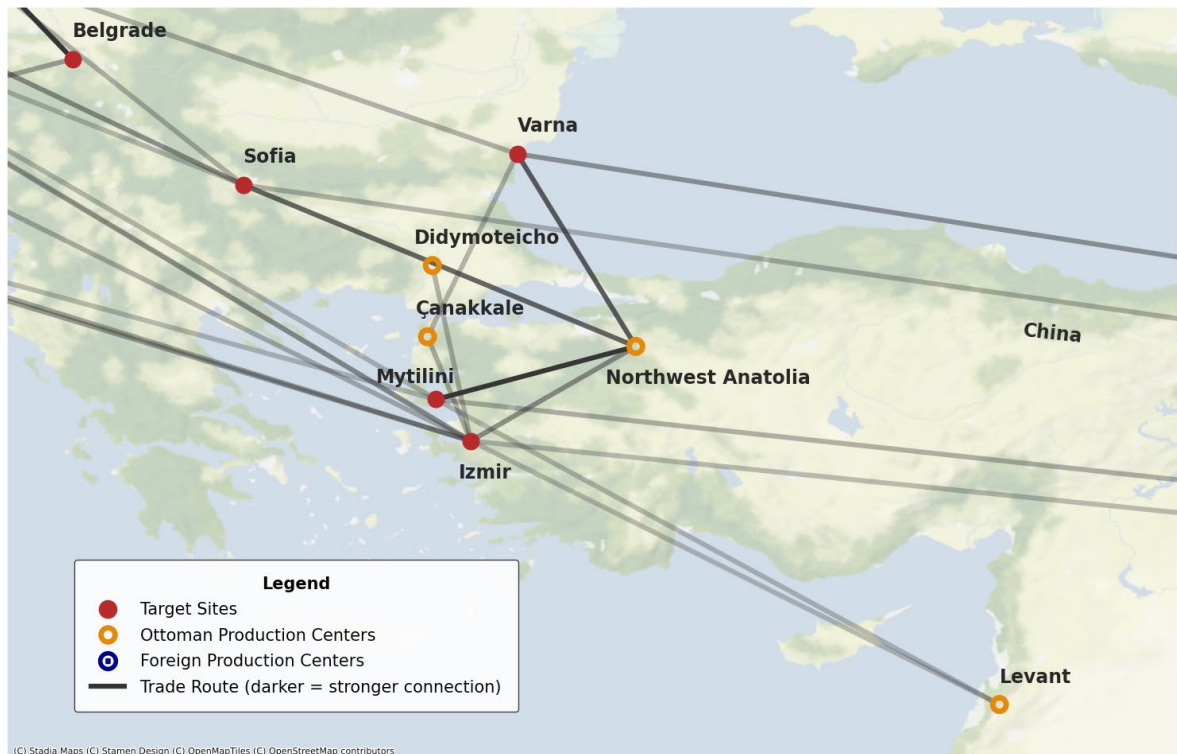 Belgrade
Varna
Sofia
Didymoteicho
Çanakkale
China
Mytilini
Northwest Anatolia
Izmir
Legend
Target Sites
Ottoman Production Centers
Foreign Production Centers
Trade Route (darker = stronger connection)
Levant
(C) Stadia Maps (C) Stamen Design (C) OpenMapTiles (C) OpenStreetMap contributors